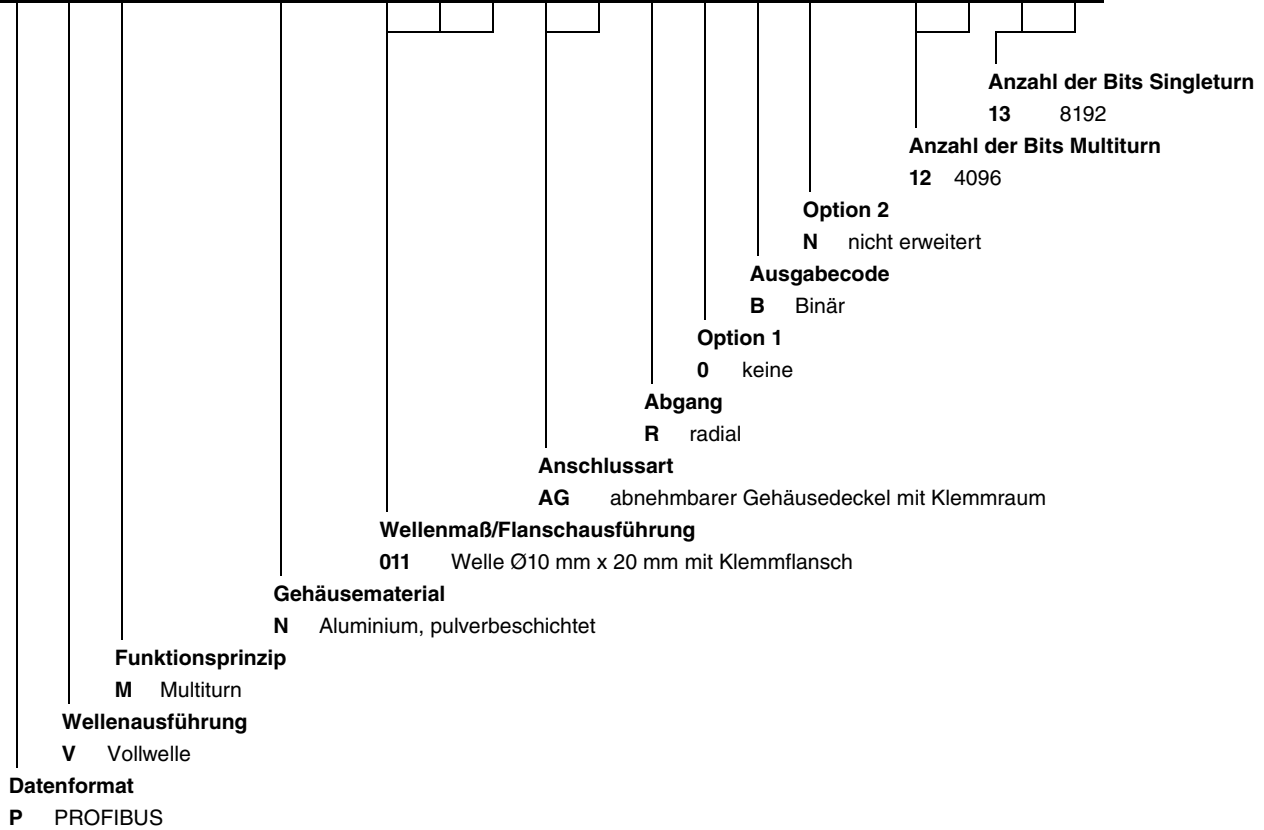 Anzahl der Bits Singleturn
13 8192
Anzahl der Bits Multiturn
12 4096
Option 2
N nicht erweitert
Ausgabecode
B Binär
Option 1
0 keine
Abgang
R radial
Anschlussart
AG abnehmbarer Gehäusedeckel mit Klemmraum
Wellenmaß/Flanschausführung
011 Welle Ø10 mm x 20 mm mit Klemmflansch
Gehäusematerial
N Aluminium, pulverbeschichtet
Funktionsprinzip
M Multiturn
Wellenausführung
V Vollwelle
Datenformat
P PROFIBUS